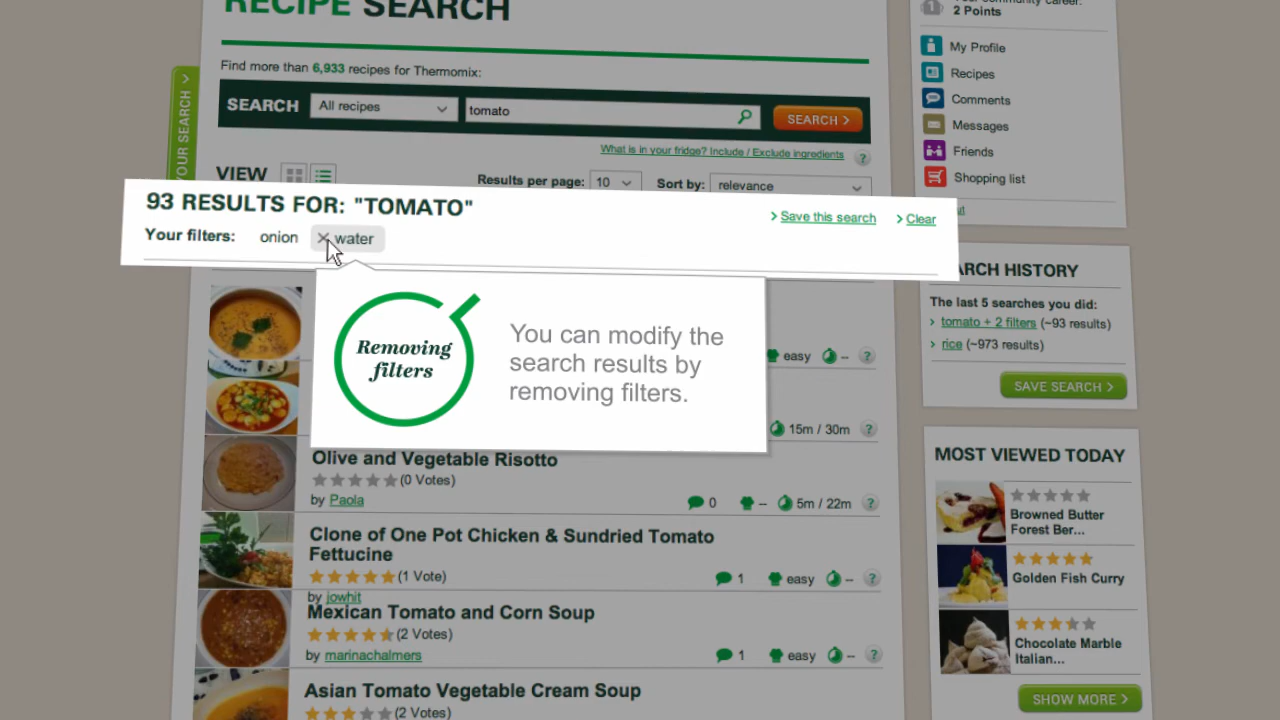 RECIPE SEARCH
Find more than 6,933 recipes for Thermomix:
SEARCH All recipes tomato SEARCH >
What is in your fridge? Include / Exclude ingredients ?
YOUR SEARCH >
VIEW Results per page: 10 Sort by: relevance
93 RESULTS FOR: "TOMATO"
> Save this search > Clear
Your filters: onion × water
Removing
filters
You can modify the
search results by
removing filters.
easy -- ?
15m / 30m ?
Olive and Vegetable Risotto
(0 Votes)
by Paola 0 -- 5m / 22m ?
Clone of One Pot Chicken & Sundried Tomato
Fettucine
(1 Vote) 1 easy -- ?
by jowhit
Mexican Tomato and Corn Soup
(2 Votes)
by marinachalmers 1 easy -- ?
Asian Tomato Vegetable Cream Soup
(2 Votes)
1
Your community career:
2 Points
My Profile
Recipes
Comments
Messages
Friends
Shopping list
ARCH HISTORY
The last 5 searches you did:
> tomato + 2 filters (~93 results)
> rice (~973 results)
SAVE SEARCH >
MOST VIEWED TODAY
Browned Butter
Forest Ber...
Golden Fish Curry
Chocolate Marble
Italian...
SHOW MORE >